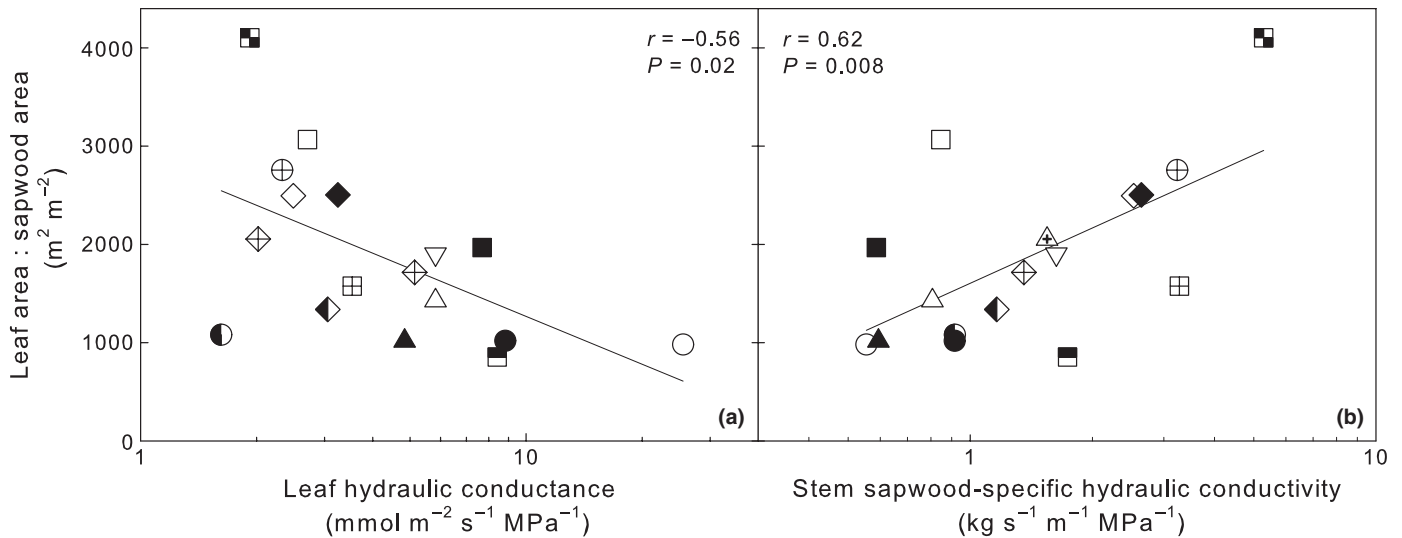 Leaf area : sapwood area
(m² m⁻²)
4000
3000
2000
1000
0
r = −0.56
P = 0.02
(a)
1
10
Leaf hydraulic conductance
(mmol m⁻² s⁻¹ MPa⁻¹)
r = 0.62
P = 0.008
(b)
1
10
Stem sapwood-specific hydraulic conductivity
(kg s⁻¹ m⁻¹ MPa⁻¹)